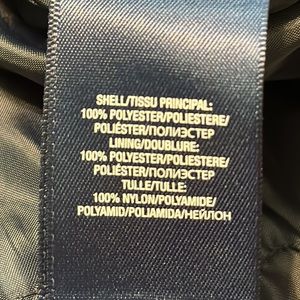 SHELL/TISSU PRINCIPAL:
100% POLYESTER/POLIESTERE/
POLIÉSTER/ПОЛИЭСТЕР
LINING/DOUBLURE:
100% POLYESTER/POLIESTERE/
POLIÉSTER/ПОЛИЭСТЕР
TULLE/TULLE:
100% NYLON/POLYAMIDE/
POLYAMID/POLIAMIDA/НЕЙЛОН